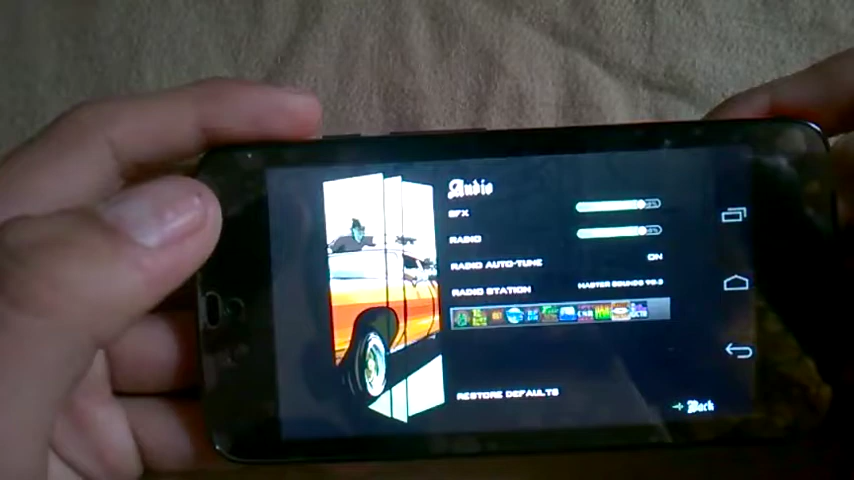 Audio
SFX
RADIO
RADIO AUTO-TUNE ON
RADIO STATION MASTER SOUNDS 98.3
RESTORE DEFAULTS
Back